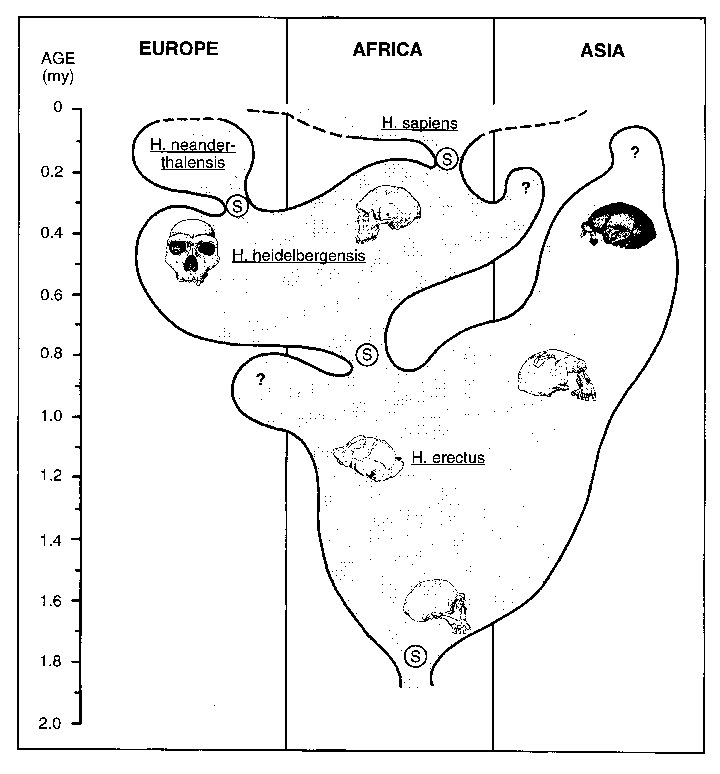 EUROPE
AFRICA
ASIA
AGE
(my)
0
0.2
0.4
0.6
0.8
1.0
1.2
1.4
1.6
1.8
2.0
H. sapiens
H. neander-
thalensis
S
?
?
S
H. heidelbergensis
S
?
H. erectus
S